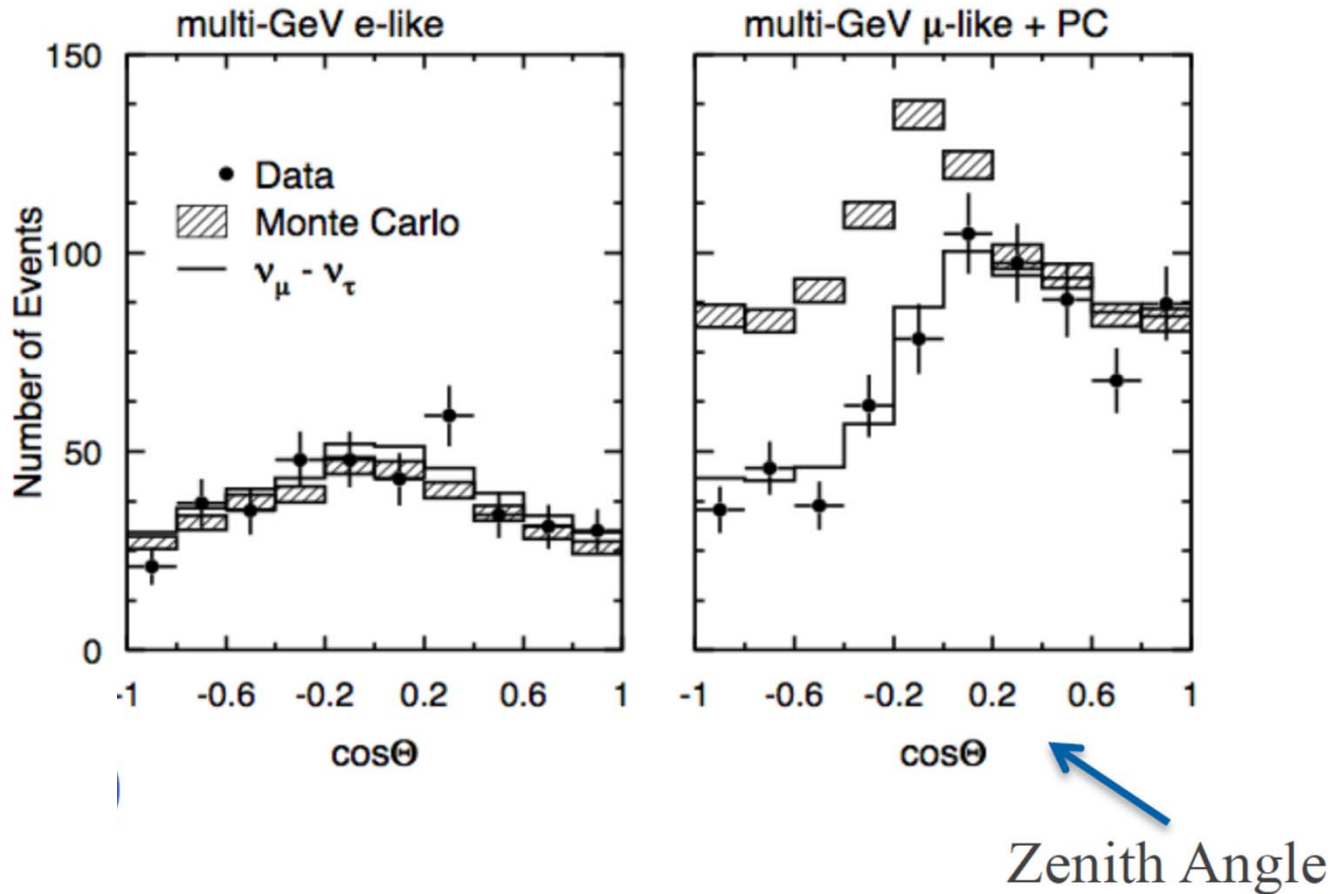 multi-GeV e-like
multi-GeV μ-like + PC
150
100
50
0
Number of Events
Data
Monte Carlo
νμ - ντ
-1 -0.6 -0.2 0.2 0.6 1
-1 -0.6 -0.2 0.2 0.6 1
cosΘ
cosΘ
)
Zenith Angle